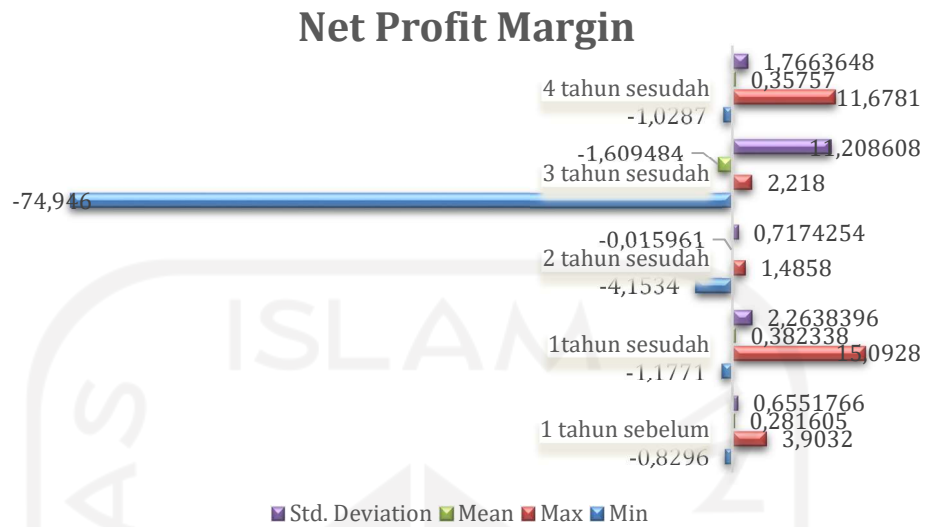 Net Profit Margin
1,7663648
0,35757
4 tahun sesudah
11,6781
-1,0287
11,208608
-1,609484
3 tahun sesudah
2,218
-74,946
0,7174254
-0,015961
2 tahun sesudah
1,4858
-4,1534
2,2638396
0,382338
1tahun sesudah
15,0928
-1,1771
0,6551766
0,281605
1 tahun sebelum
3,9032
-0,8296
Std. Deviation Mean Max Min
ISLAM
AS